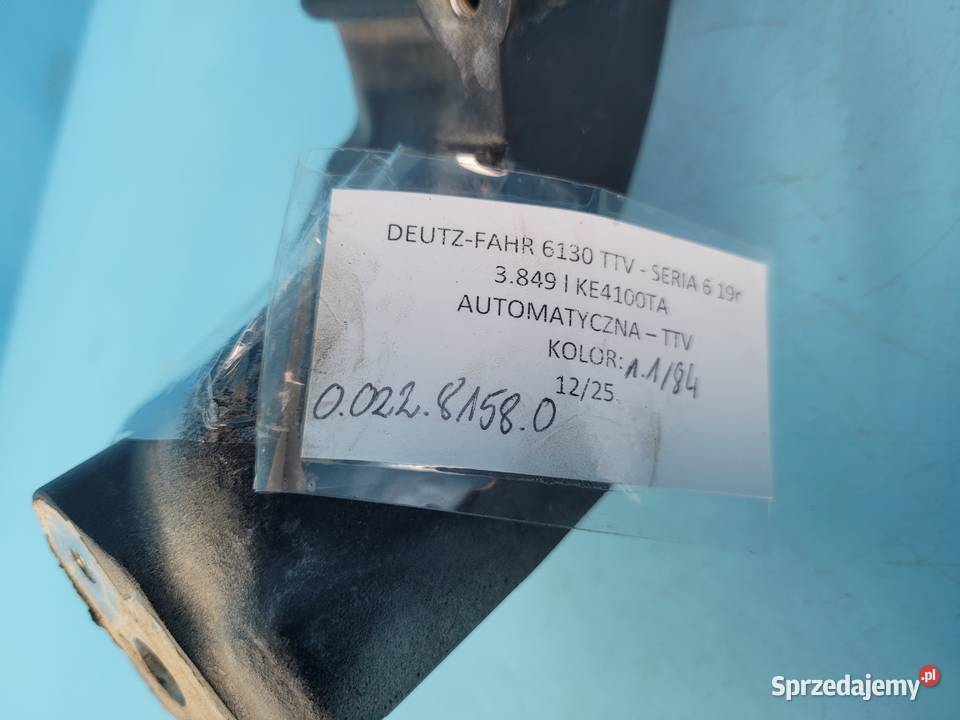 DEUTZ-FAHR 6130 TTV - SERIA 6 19r
3.849 l KE4100TA
AUTOMATYCZNA – TTV
KOLOR: 1.1/84
12/25
0.022.8158.0
Sprzedajemy.pl